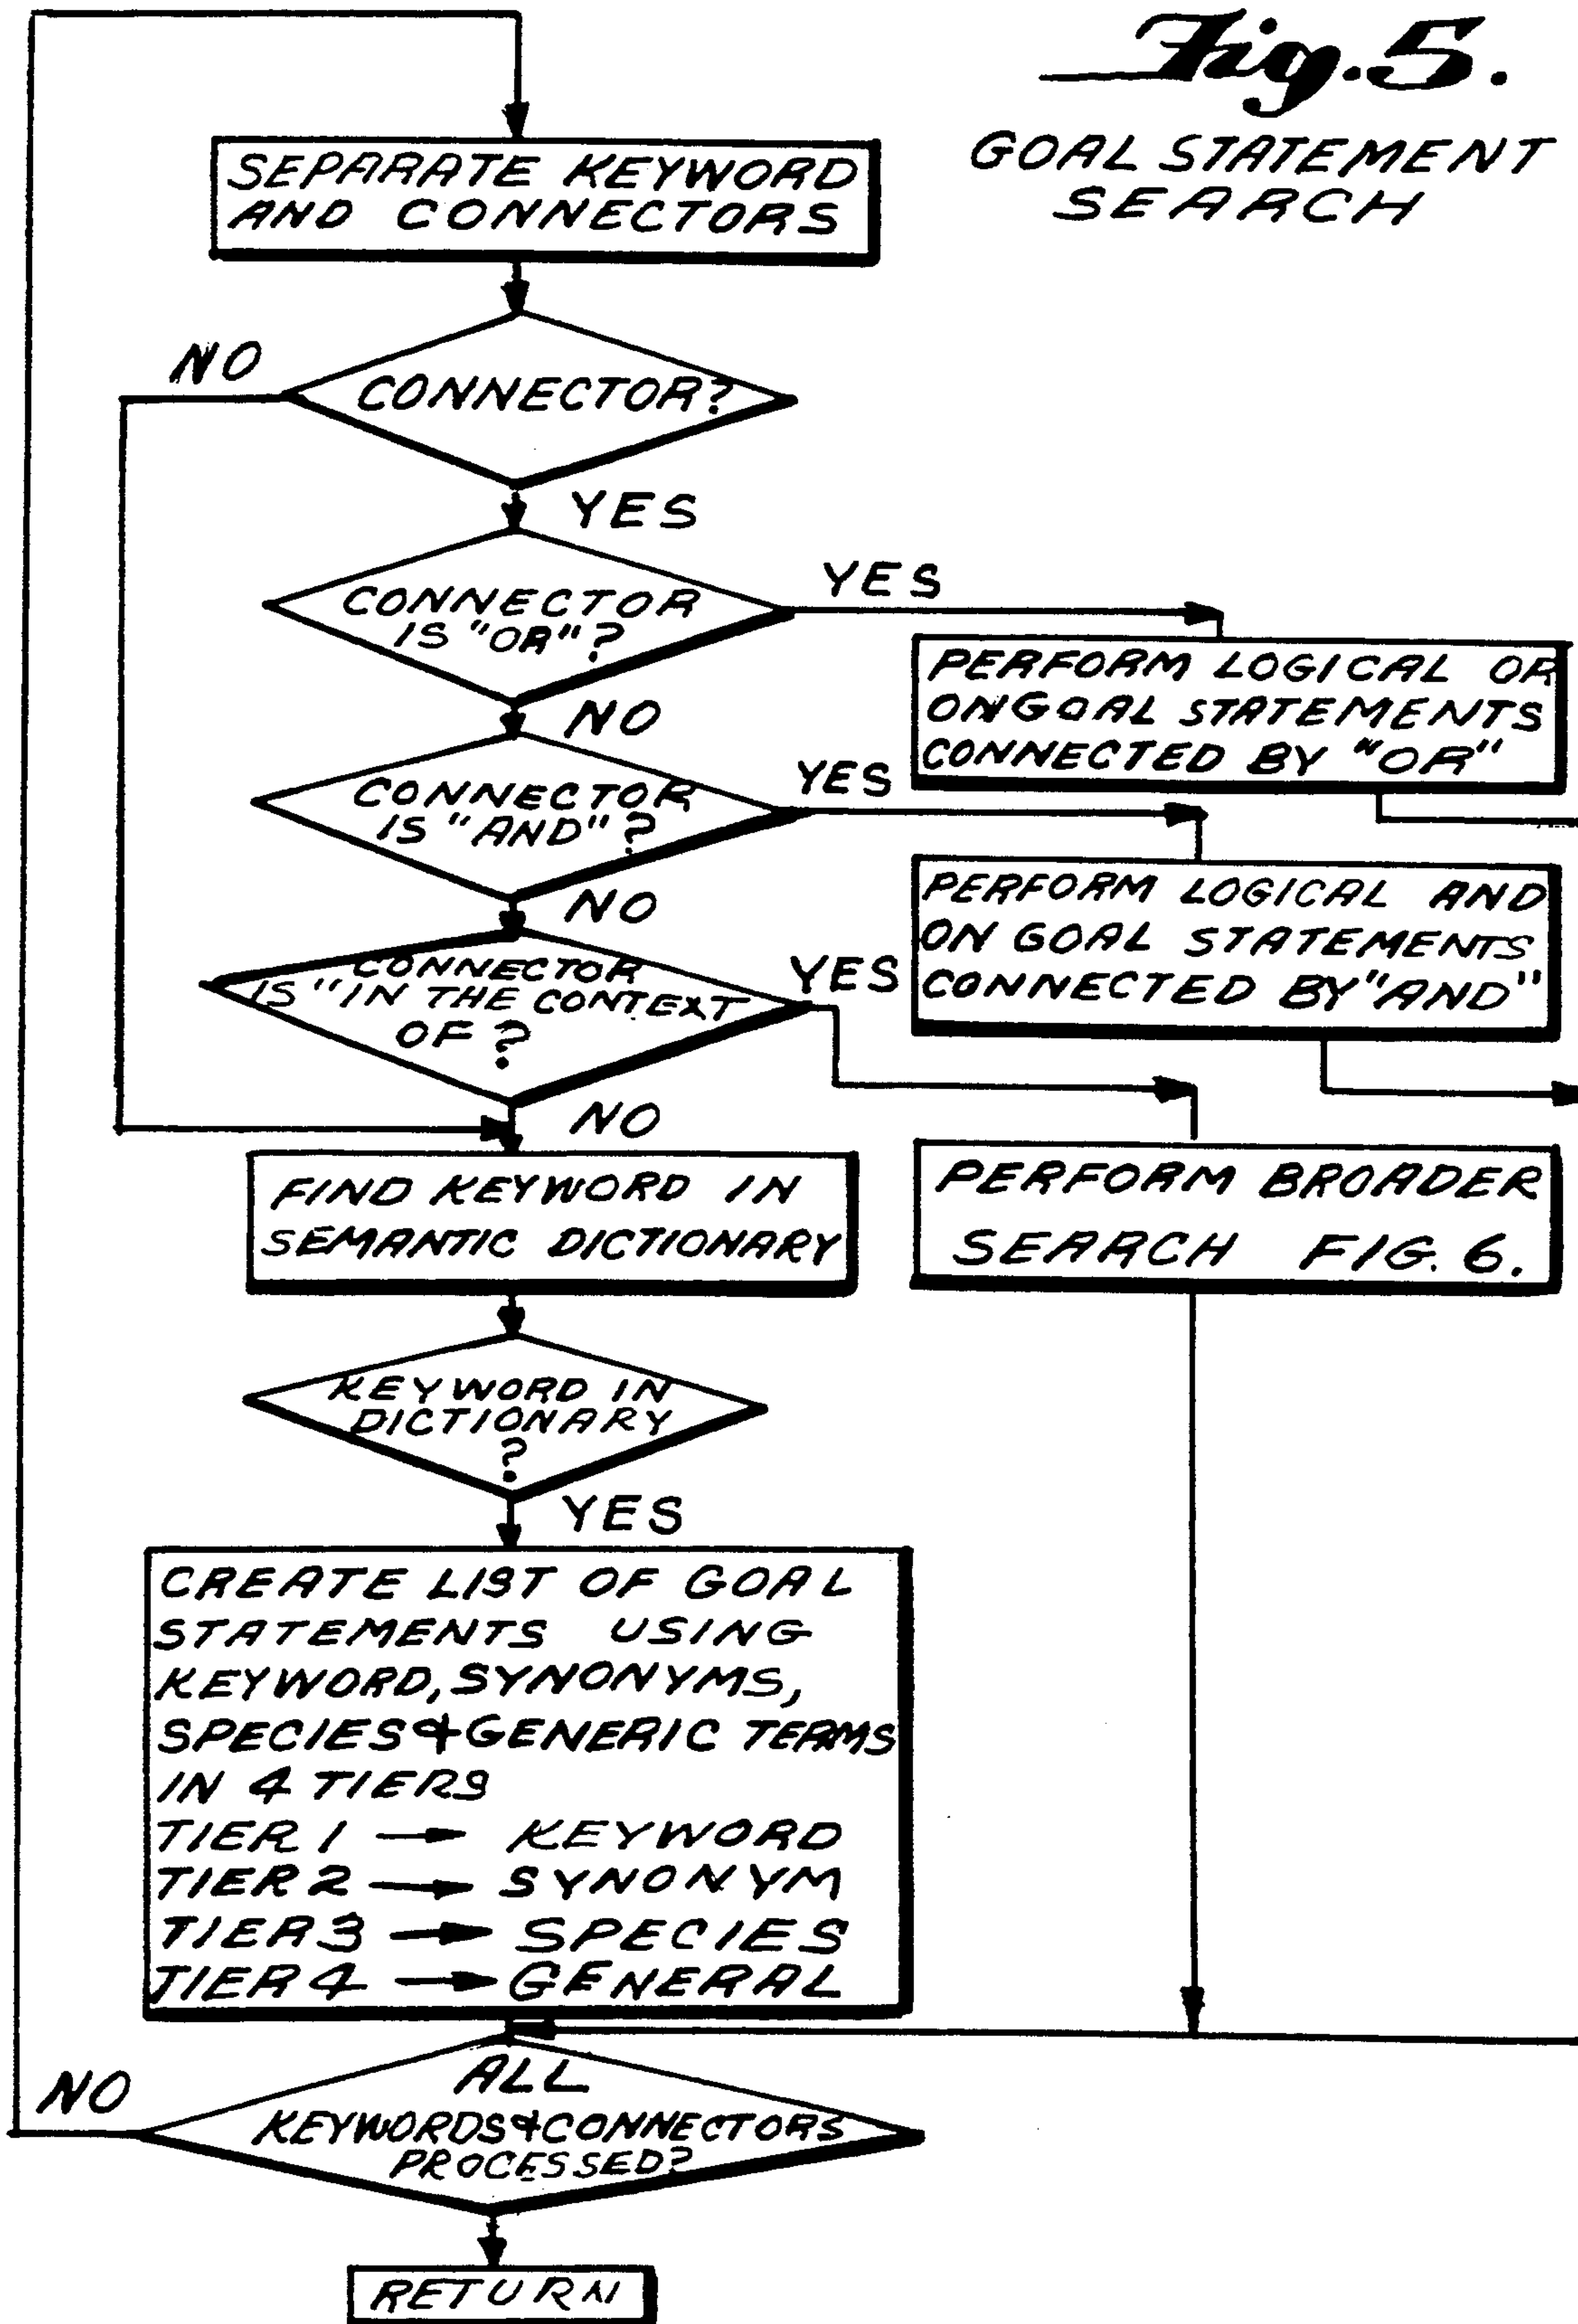 Fig. 5.
GOAL STATEMENT
SEARCH
SEPARATE KEYWORD
AND CONNECTORS
NO
CONNECTOR?
YES
CONNECTOR
IS "OR"?
YES
PERFORM LOGICAL OR
ON GOAL STATEMENTS
CONNECTED BY "OR"
NO
CONNECTOR
IS "AND"?
YES
PERFORM LOGICAL AND
ON GOAL STATEMENTS
CONNECTED BY "AND"
NO
CONNECTOR
IS "IN THE CONTEXT
OF ?
YES
PERFORM BROADER
SEARCH FIG. 6.
NO
FIND KEYWORD IN
SEMANTIC DICTIONARY
KEYWORD IN
DICTIONARY
?
YES
CREATE LIST OF GOAL
STATEMENTS USING
KEYWORD, SYNONYMS,
SPECIES & GENERIC TERMS
IN 4 TIERS
TIER 1 → KEYWORD
TIER 2 → SYNONYM
TIER 3 → SPECIES
TIER 4 → GENERAL
NO
ALL
KEYWORDS & CONNECTORS
PROCESSED?
RETURN